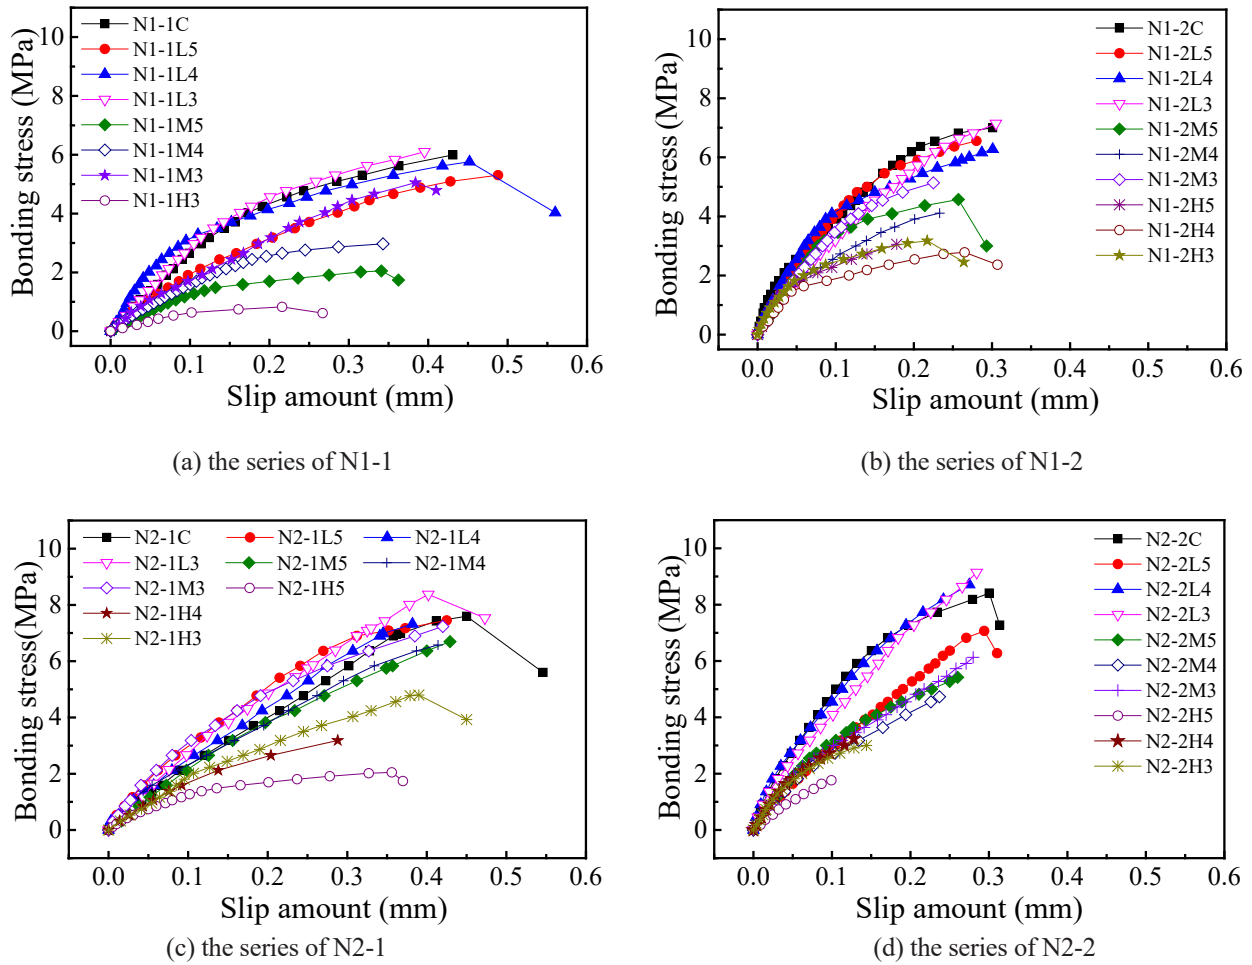 10
8
6
4
2
0
Bonding stress (MPa)
N1-1C
N1-1L5
N1-1L4
N1-1L3
N1-1M5
N1-1M4
N1-1M3
N1-1H3
0.0 0.1 0.2 0.3 0.4 0.5 0.6
Slip amount (mm)
(a) the series of N1-1
10
8
6
4
2
0
Bonding stress (MPa)
N1-2C
N1-2L5
N1-2L4
N1-2L3
N1-2M5
N1-2M4
N1-2M3
N1-2H5
N1-2H4
N1-2H3
0.0 0.1 0.2 0.3 0.4 0.5 0.6
Slip amount (mm)
(b) the series of N1-2
10
8
6
4
2
0
Bonding stress(MPa)
N2-1C N2-1L5 N2-1L4
N2-1L3 N2-1M5 N2-1M4
N2-1M3 N2-1H5
N2-1H4
N2-1H3
0.0 0.1 0.2 0.3 0.4 0.5 0.6
Slip amount (mm)
(c) the series of N2-1
10
8
6
4
2
0
Bonding stress (MPa)
N2-2C
N2-2L5
N2-2L4
N2-2L3
N2-2M5
N2-2M4
N2-2M3
N2-2H5
N2-2H4
N2-2H3
0.0 0.1 0.2 0.3 0.4 0.5 0.6
Slip amount (mm)
(d) the series of N2-2